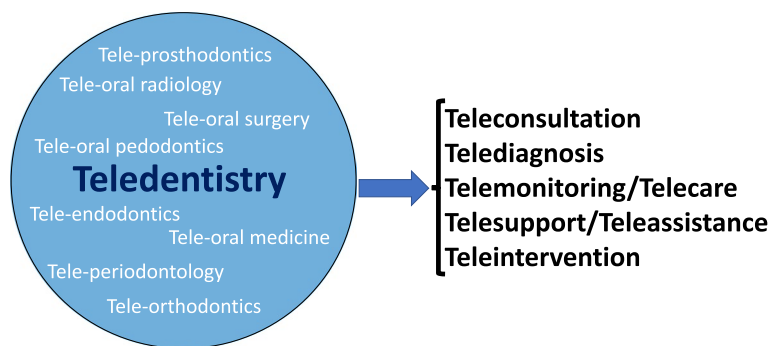 Tele-prosthodontics
Tele-oral radiology
Tele-oral surgery
Tele-oral pedodontics
Teledentistry
Tele-endodontics
Tele-oral medicine
Tele-periodontology
Tele-orthodontics
Teleconsultation
Telediagnosis
Telemonitoring/Telecare
Telesupport/Teleassistance
Teleintervention